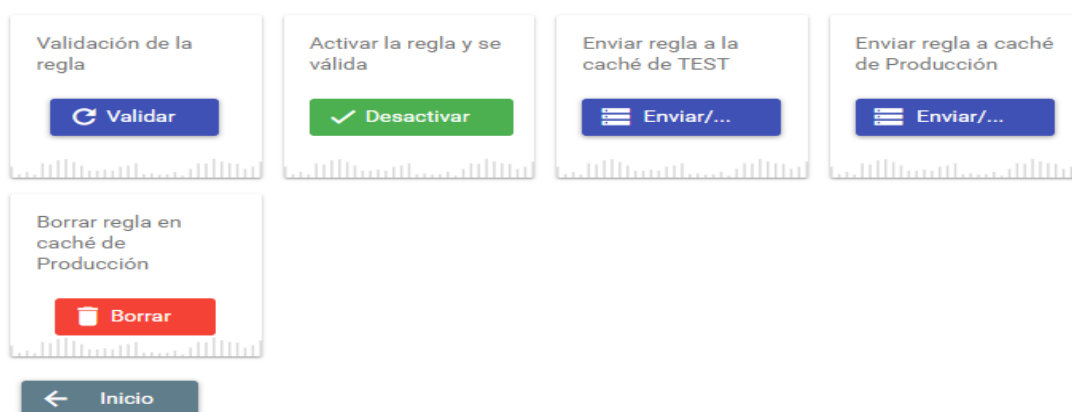 Validación de la
regla
Validar
Activar la regla y se
válida
Desactivar
Enviar regla a la
caché de TEST
Enviar/...
Enviar regla a caché
de Producción
Enviar/...
Borrar regla en
caché de
Producción
Borrar
Inicio